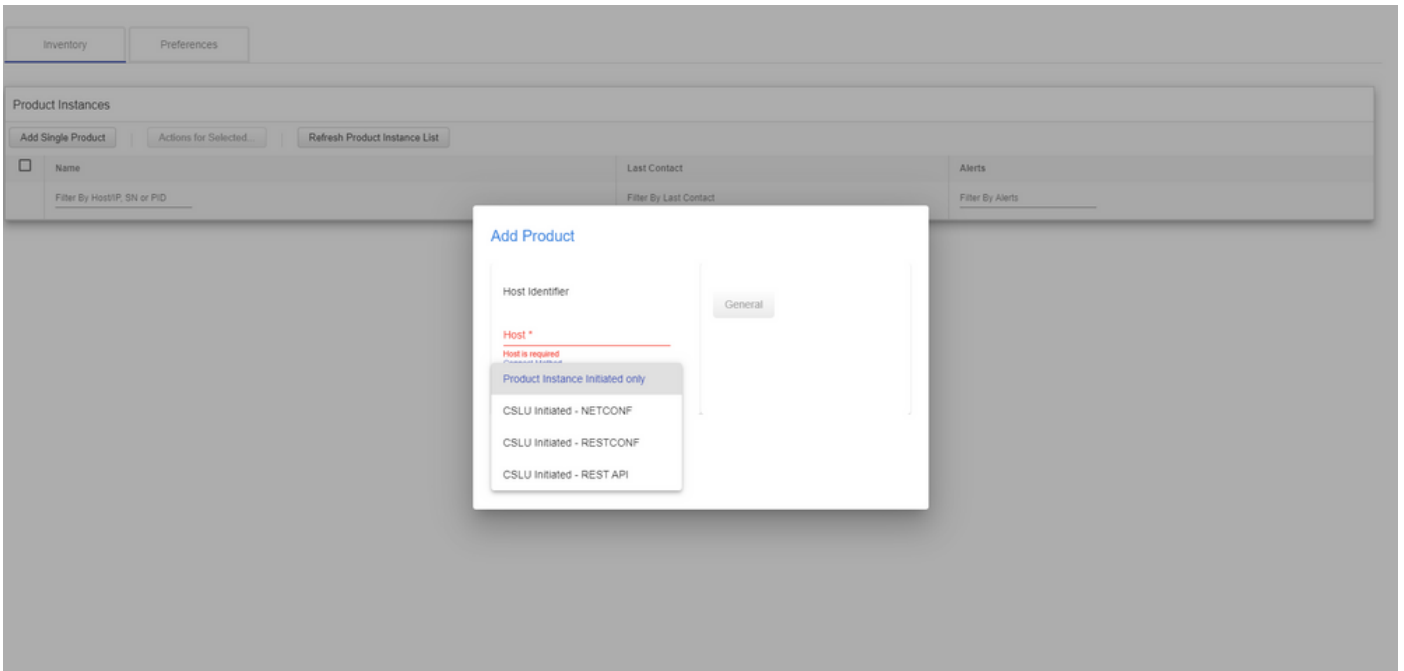 Inventory
Preferences
Product Instances
Add Single Product
Actions for Selected...
Refresh Product Instance List
Name
Last Contact
Alerts
Filter By Host/IP, SN or PID
Filter By Last Contact
Filter By Alerts
Add Product
Host Identifier
General
Host *
Host is required
Connect Method
Product Instance Initiated only
CSLU Initiated - NETCONF
CSLU Initiated - RESTCONF
CSLU Initiated - REST API